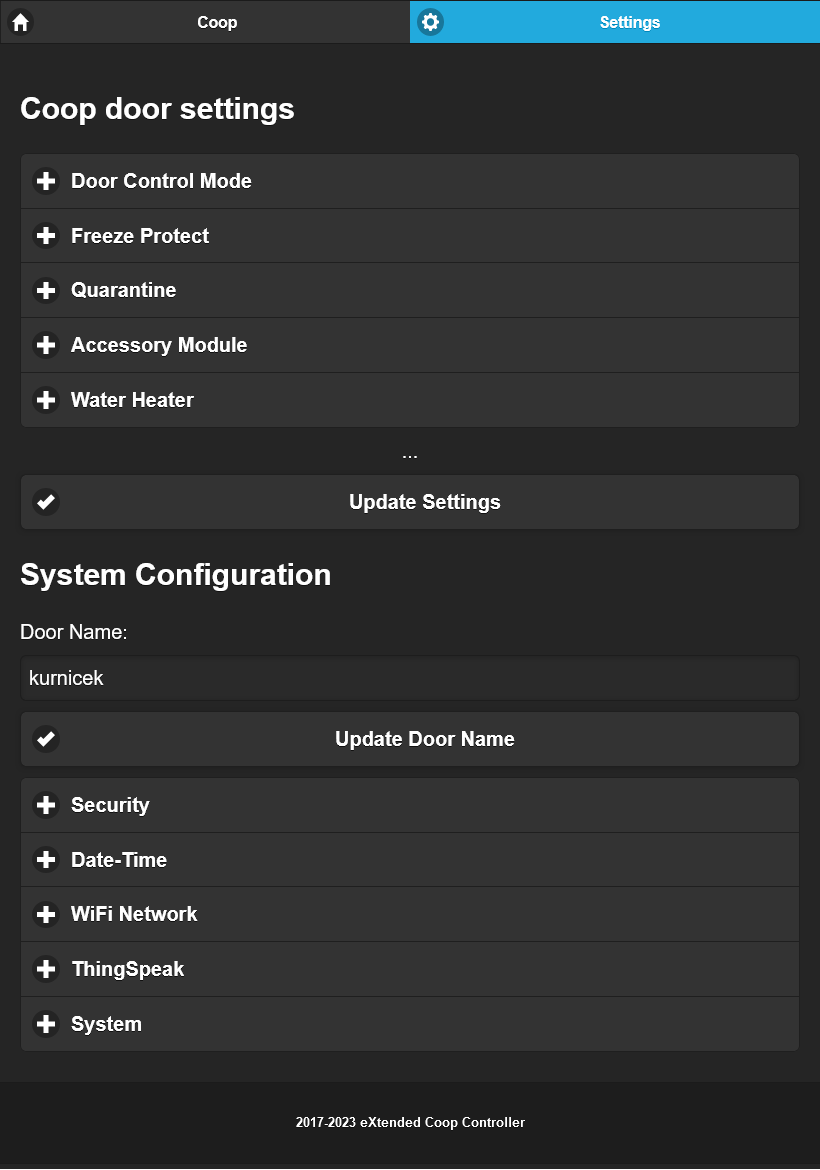 Coop
Settings
Coop door settings
Door Control Mode
Freeze Protect
Quarantine
Accessory Module
Water Heater
...
Update Settings
System Configuration
Door Name:
kurnicek
Update Door Name
Security
Date-Time
WiFi Network
ThingSpeak
System
2017-2023 eXtended Coop Controller